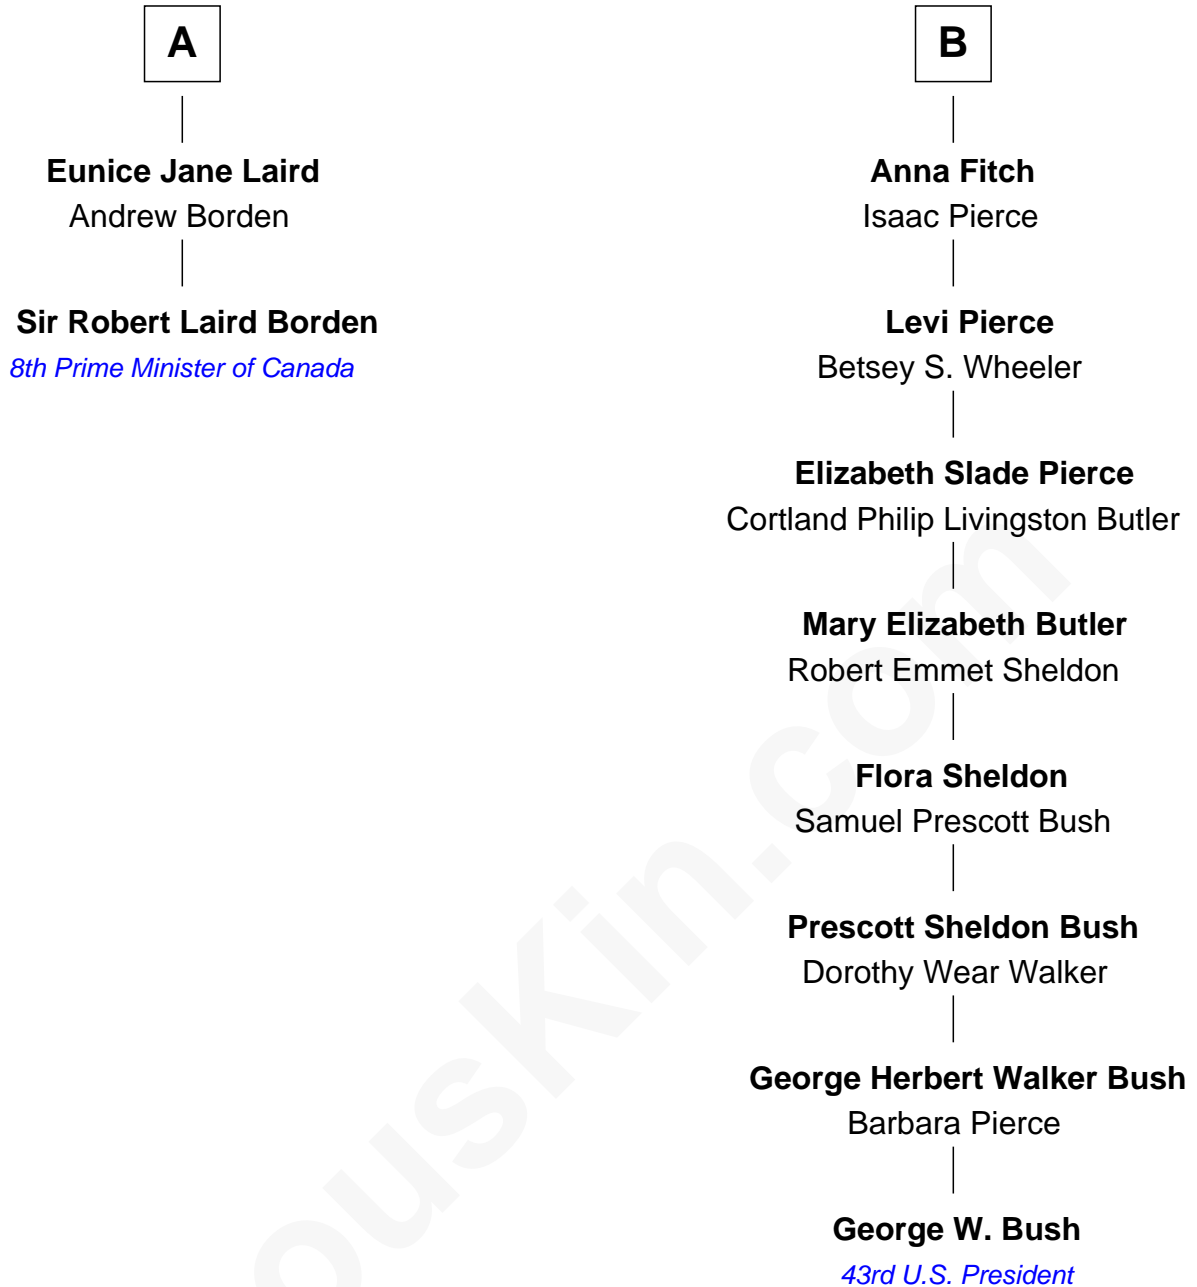 A
Eunice Jane Laird
Andrew Borden
Sir Robert Laird Borden
8th Prime Minister of Canada
B
Anna Fitch
Isaac Pierce
Levi Pierce
Betsey S. Wheeler
Elizabeth Slade Pierce
Cortland Philip Livingston Butler
Mary Elizabeth Butler
Robert Emmet Sheldon
Flora Sheldon
Samuel Prescott Bush
Prescott Sheldon Bush
Dorothy Wear Walker
George Herbert Walker Bush
Barbara Pierce
George W. Bush
43rd U.S. President
ousKin.com